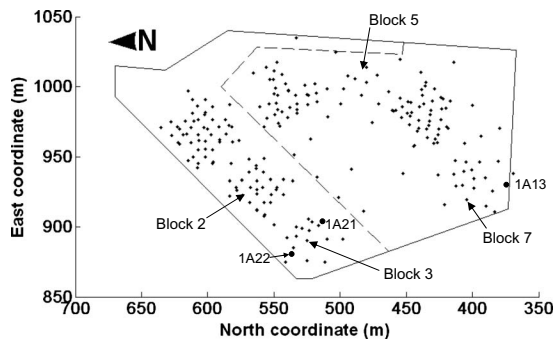 1050
1000
950
900
850
East coordinate (m)
N
Block 5
1A13
Block 2
1A21
Block 7
1A22
Block 3
700 650 600 550 500 450 400 350
North coordinate (m)